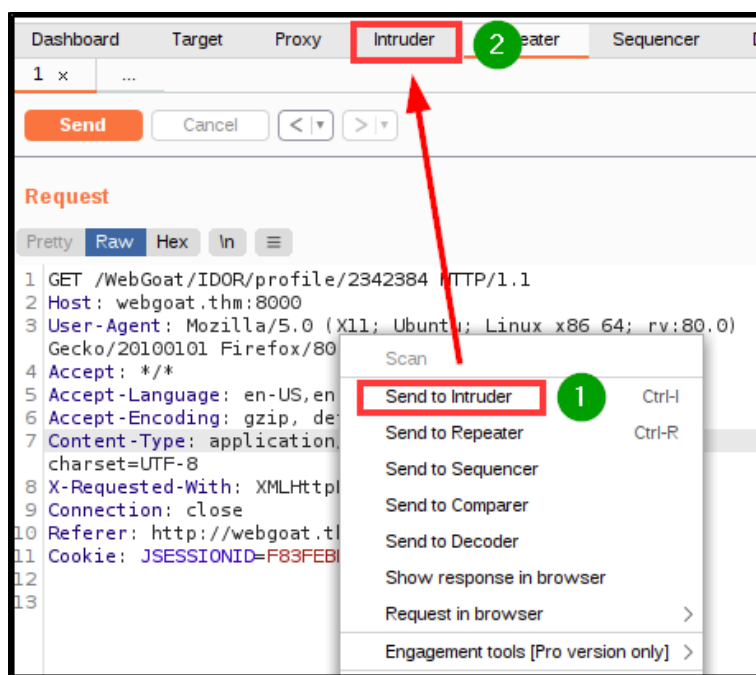 Dashboard Target Proxy Intruder 2 eater Sequencer
1 × ...
Send Cancel < ▾ > ▾
Request
Pretty Raw Hex \n ≡
1 GET /WebGoat/IDOR/profile/2342384 HTTP/1.1
2 Host: webgoat.thm:8000
3 User-Agent: Mozilla/5.0 (X11; Ubuntu; Linux x86_64; rv:80.0)
Gecko/20100101 Firefox/80
4 Accept: */*
5 Accept-Language: en-US,en
6 Accept-Encoding: gzip, de
7 Content-Type: application
charset=UTF-8
8 X-Requested-With: XMLHttp
9 Connection: close
10 Referer: http://webgoat.t
11 Cookie: JSESSIONID=F83FEB
12
13
Scan
Send to Intruder 1 Ctrl-I
Send to Repeater Ctrl-R
Send to Sequencer
Send to Comparer
Send to Decoder
Show response in browser
Request in browser >
Engagement tools [Pro version only] >